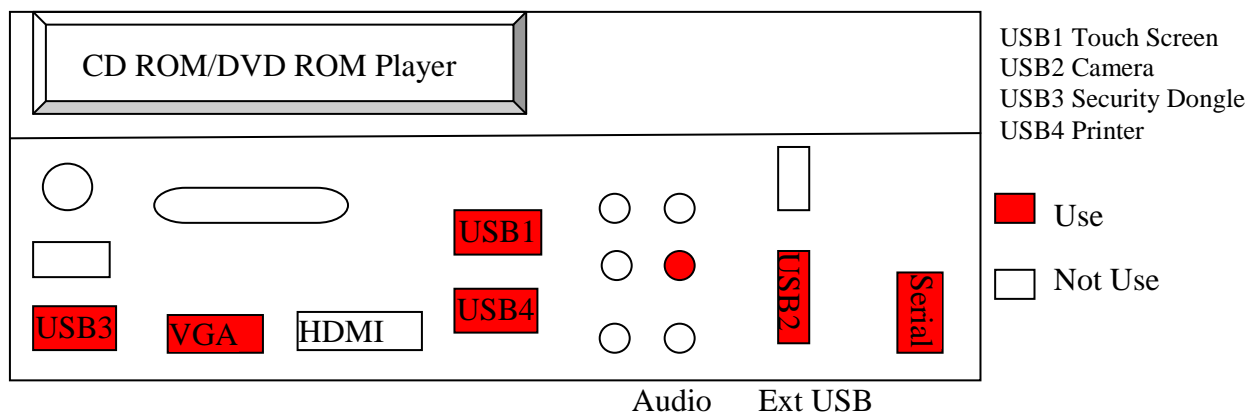 CD ROM/DVD ROM Player
USB1 Touch Screen
USB2 Camera
USB3 Security Dongle
USB4 Printer
USB1
USB3
VGA
HDMI
USB4
USB2
Serial
Use
Not Use
Audio
Ext USB